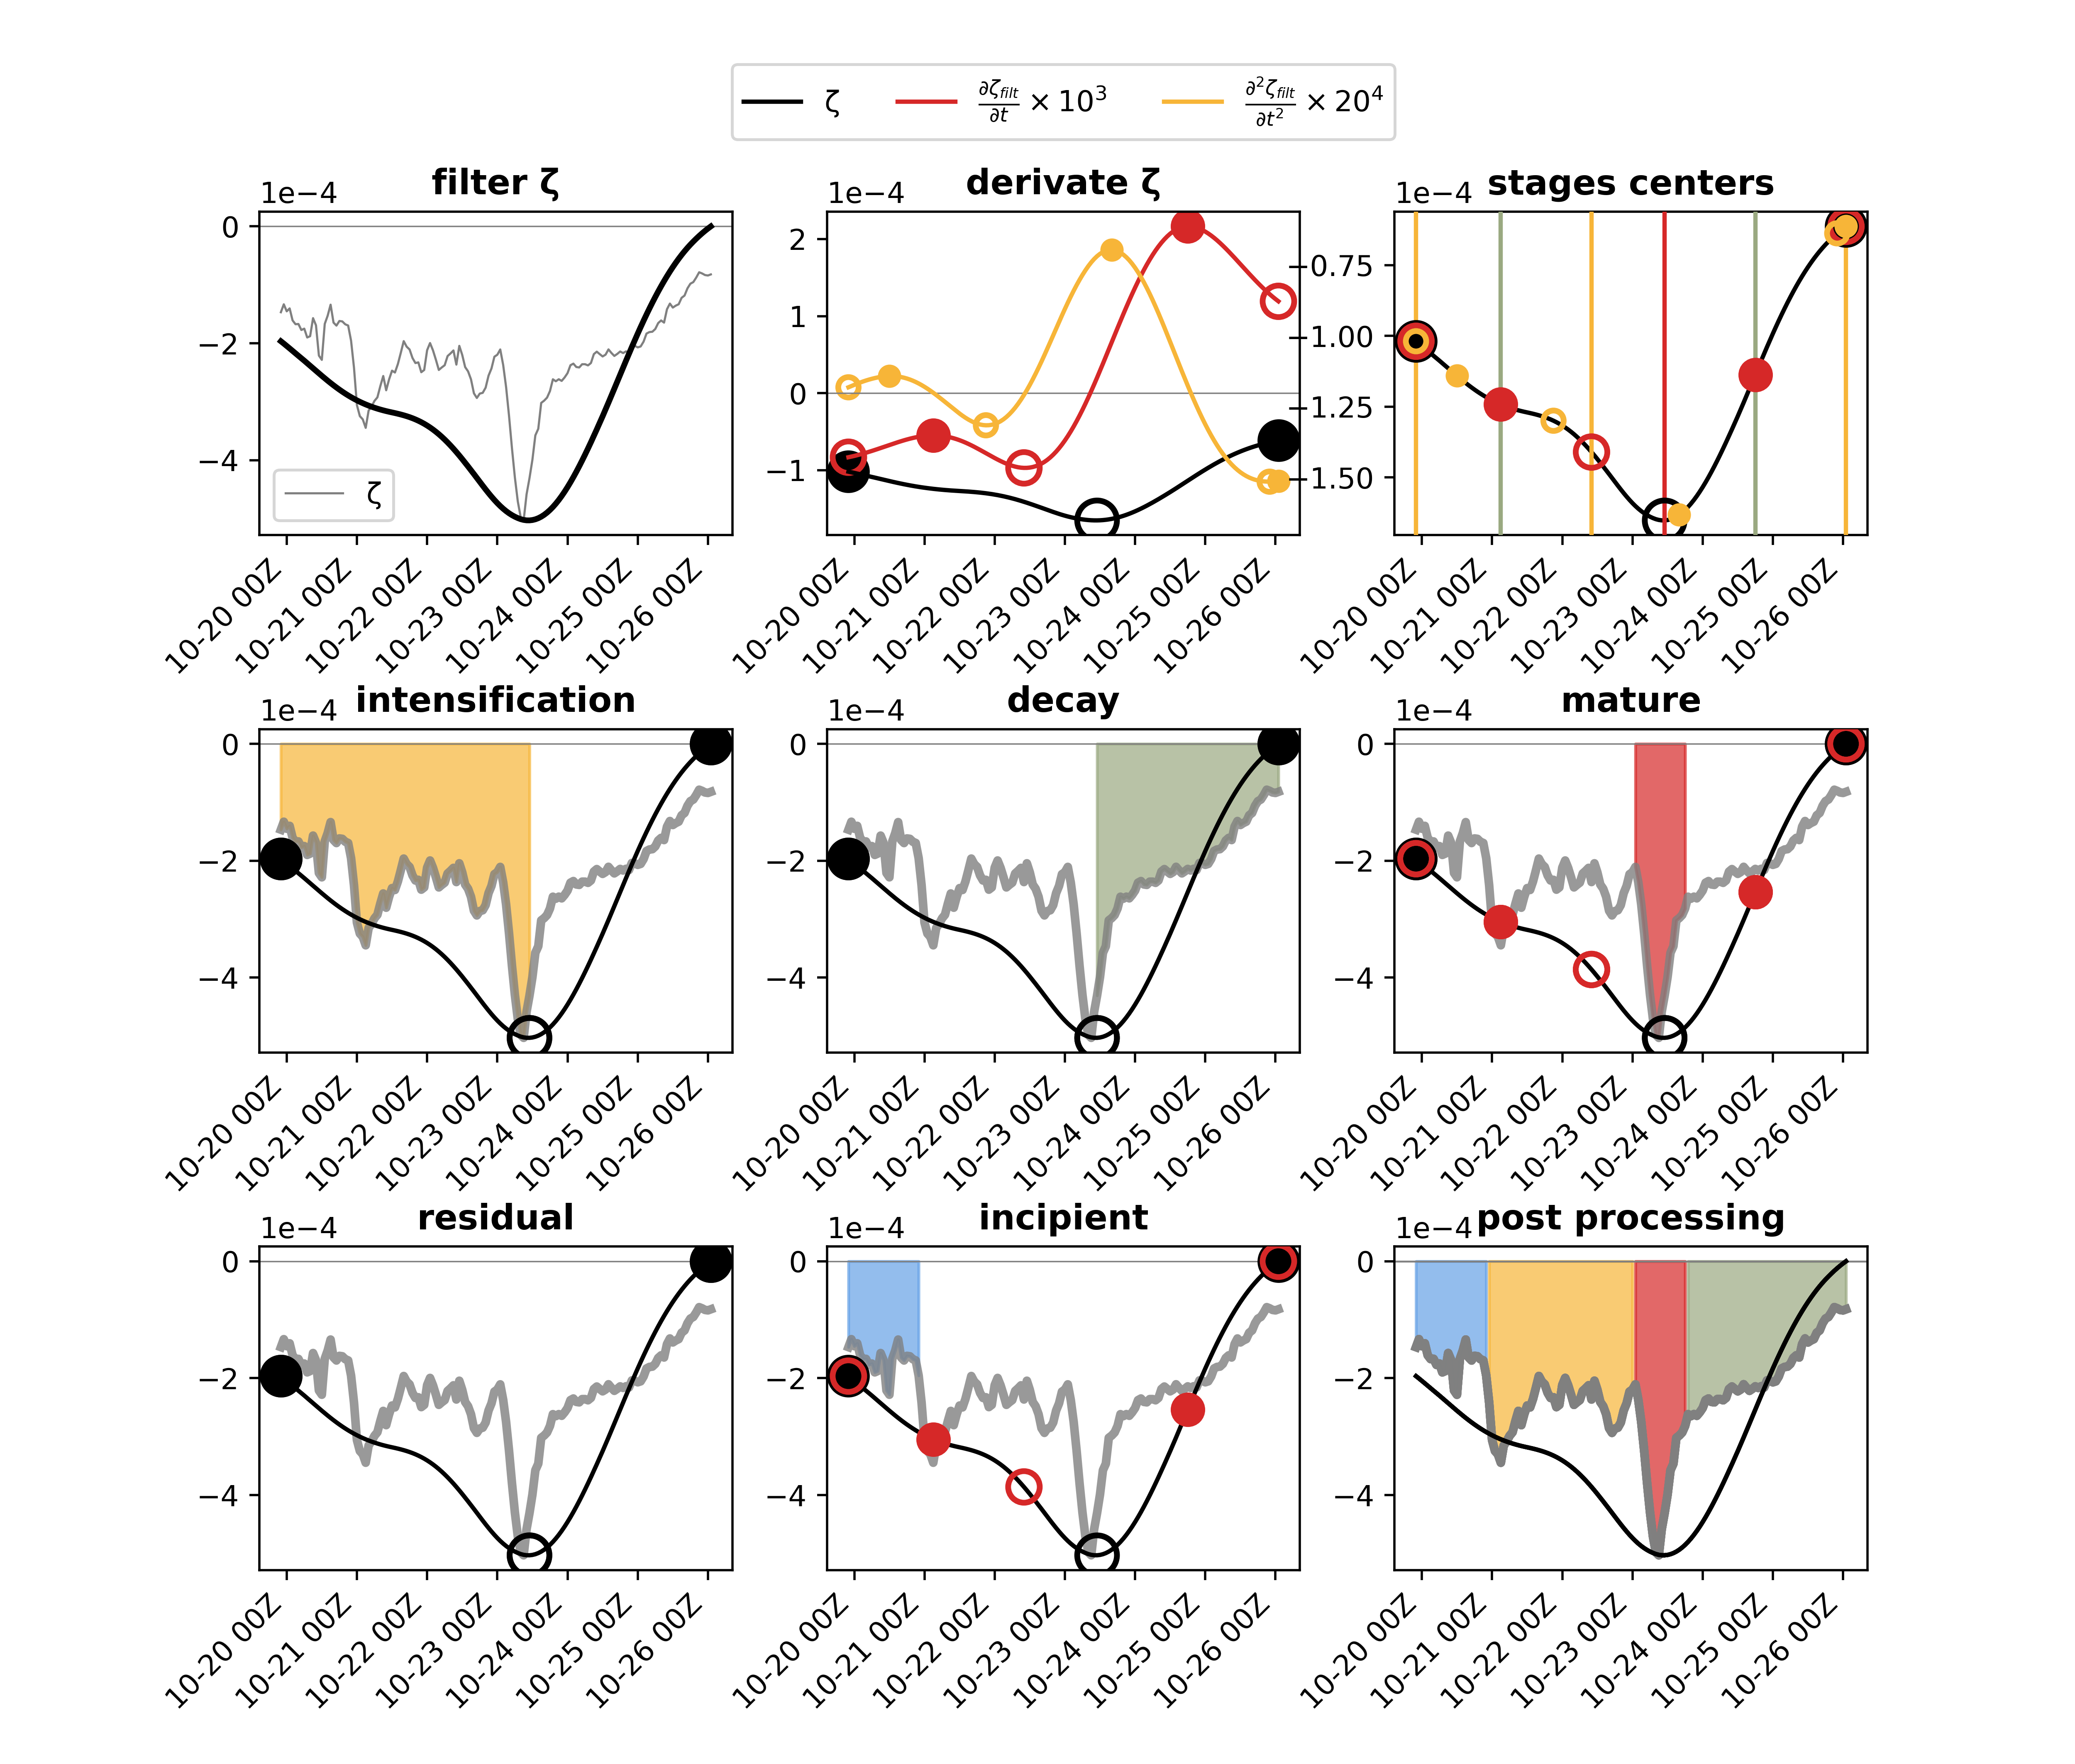 ζ ∂ζ_filt/∂t × 10³ ∂²ζ_filt/∂t² × 20⁴
filter ζ
1e−4
0
−2
−4
ζ
10-20 00Z 10-21 00Z 10-22 00Z 10-23 00Z 10-24 00Z 10-25 00Z 10-26 00Z
derivate ζ
1e−4
2
1
0
−1
−0.75
−1.00
−1.25
−1.50
10-20 00Z 10-21 00Z 10-22 00Z 10-23 00Z 10-24 00Z 10-25 00Z 10-26 00Z
stages centers
1e−4
10-20 00Z 10-21 00Z 10-22 00Z 10-23 00Z 10-24 00Z 10-25 00Z 10-26 00Z
intensification
1e−4
0
−2
−4
10-20 00Z 10-21 00Z 10-22 00Z 10-23 00Z 10-24 00Z 10-25 00Z 10-26 00Z
decay
1e−4
0
−2
−4
10-20 00Z 10-21 00Z 10-22 00Z 10-23 00Z 10-24 00Z 10-25 00Z 10-26 00Z
mature
1e−4
0
−2
−4
10-20 00Z 10-21 00Z 10-22 00Z 10-23 00Z 10-24 00Z 10-25 00Z 10-26 00Z
residual
1e−4
0
−2
−4
10-20 00Z 10-21 00Z 10-22 00Z 10-23 00Z 10-24 00Z 10-25 00Z 10-26 00Z
incipient
1e−4
0
−2
−4
10-20 00Z 10-21 00Z 10-22 00Z 10-23 00Z 10-24 00Z 10-25 00Z 10-26 00Z
post processing
1e−4
0
−2
−4
10-20 00Z 10-21 00Z 10-22 00Z 10-23 00Z 10-24 00Z 10-25 00Z 10-26 00Z